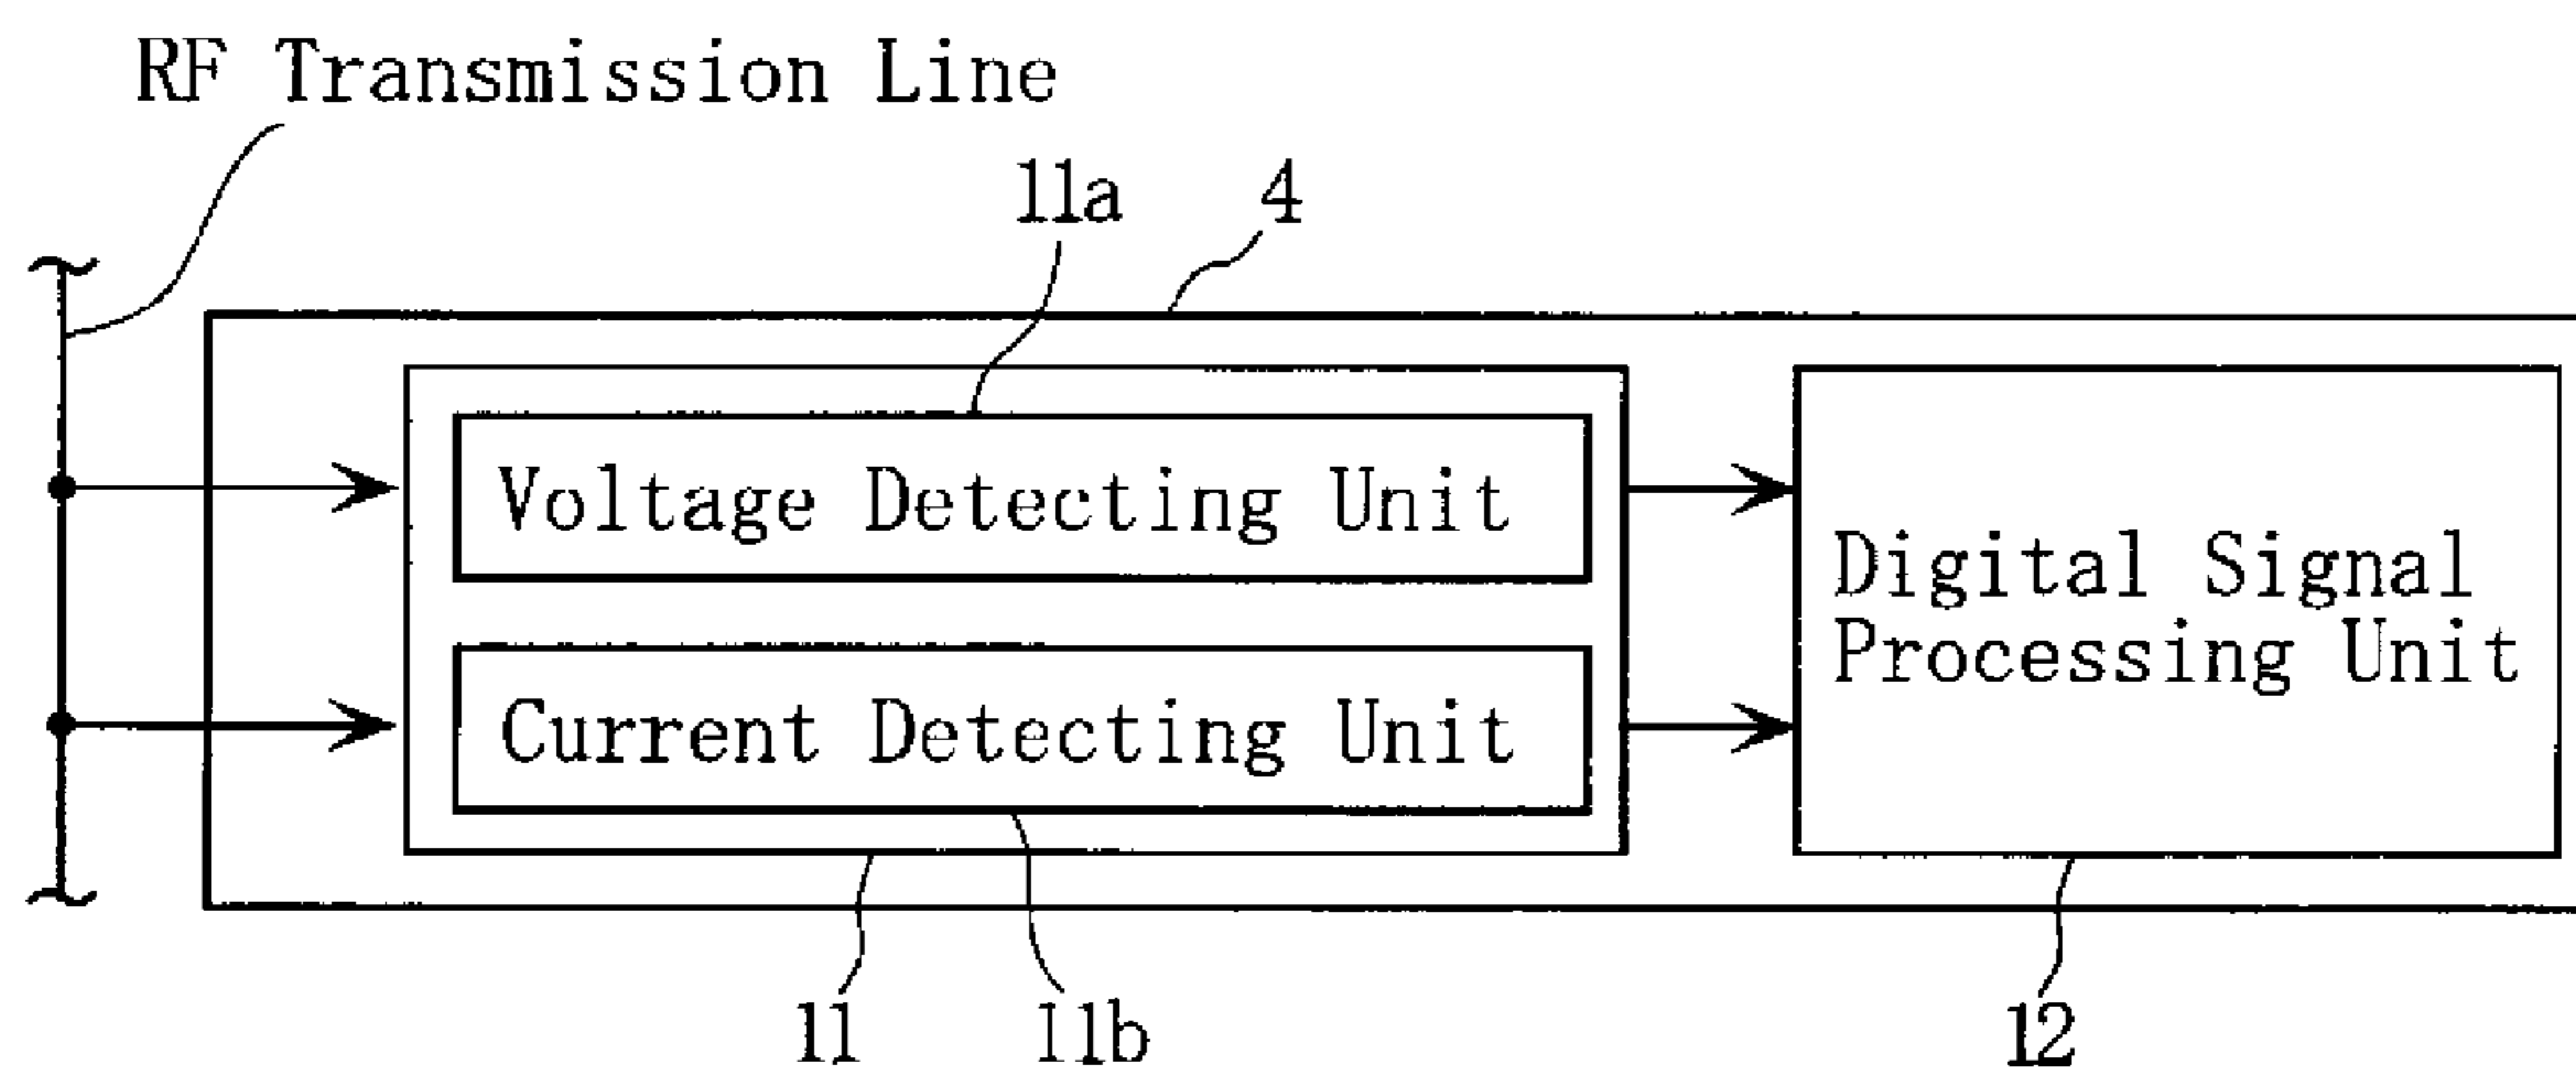 RF Transmission Line
11a
4
Voltage Detecting Unit
Digital Signal
Processing Unit
Current Detecting Unit
11
11b
12